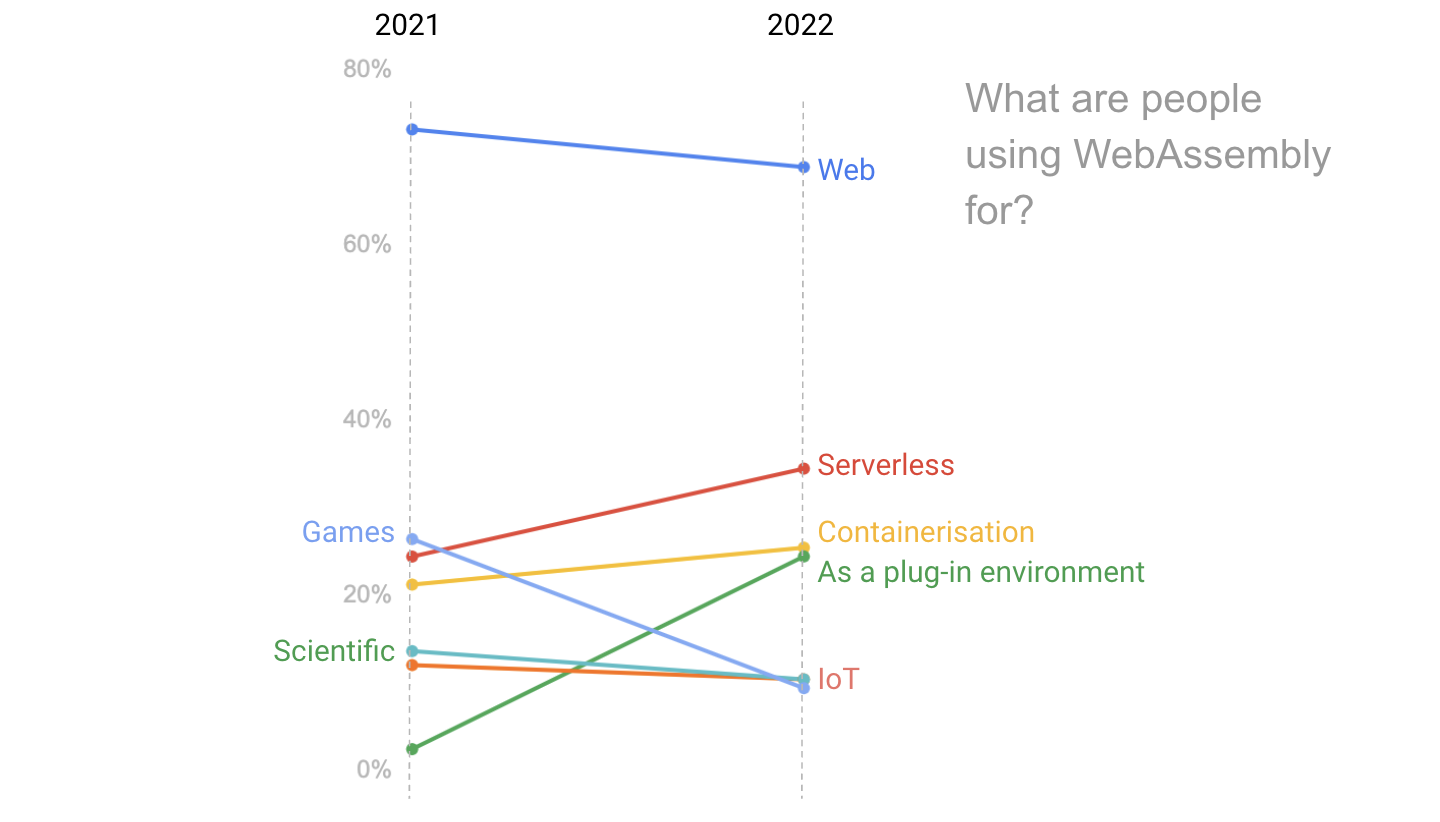 2021
2022
80%
What are people
using WebAssembly
for?
Web
60%
40%
Serverless
Games
Containerisation
As a plug-in environment
20%
Scientific
IoT
0%